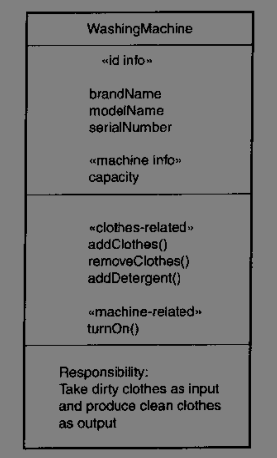 WashingMachine
«id info»
brandName
modelName
serialNumber
«machine info»
capacity
«clothes-related»
addClothes()
removeClothes()
addDetergent()
«machine-related»
turnOn()
Responsibility:
Take dirty clothes as input
and produce clean clothes
as output